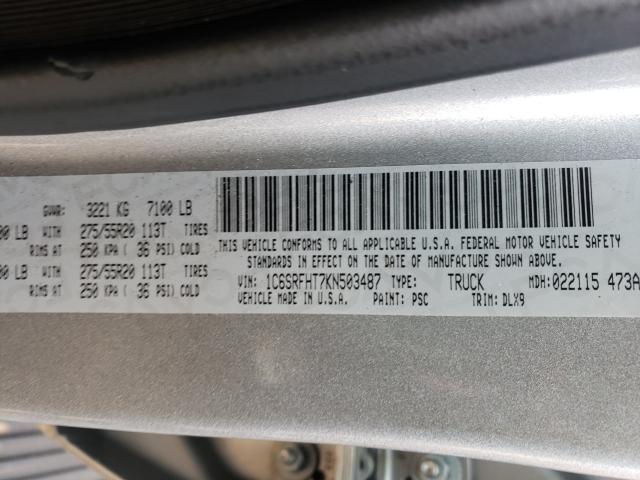 GVWR: 3221 KG 7100 LB
00 LB WITH 275/55R20 113T TIRES
RIMS AT 250 KPA ( 36 PSI) COLD
00 LB WITH 275/55R20 113T TIRES
RIMS AT 250 KPA ( 36 PSI) COLD
THIS VEHICLE CONFORMS TO ALL APPLICABLE U.S.A. FEDERAL MOTOR VEHICLE SAFETY
STANDARDS IN EFFECT ON THE DATE OF MANUFACTURE SHOWN ABOVE.
VIN: 1C6SRFHT7KN503487 TYPE: TRUCK MDH:022115 473A
VEHICLE MADE IN U.S.A. PAINT: PSC TRIM: DLX9